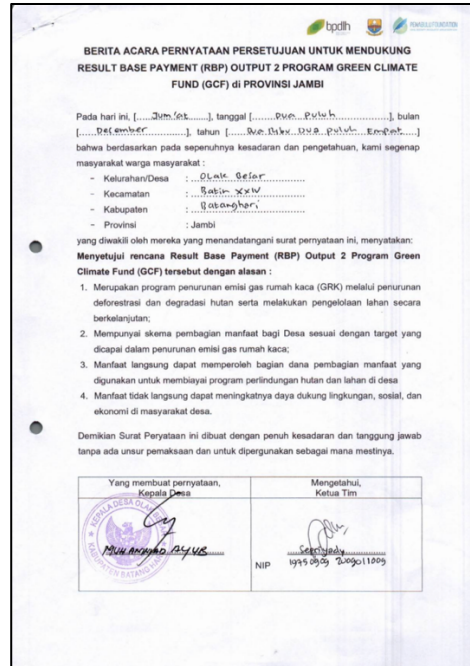 bpdlh
BERITA ACARA PERNYATAAN PERSETUJUAN UNTUK MENDUKUNG
RESULT BASE PAYMENT (RBP) OUTPUT 2 PROGRAM GREEN CLIMATE
FUND (GCF) di PROVINSI JAMBI
Pada hari ini, [....Jum'at......], tanggal [........Dua Puluh............], bulan
[......December............], tahun [....Dua Ribu Dua Puluh Empat....]
bahwa berdasarkan pada sepenuhnya kesadaran dan pengetahuan, kami segenap
masyarakat warga masyarakat :
- Kelurahan/Desa : Olak Besar
- Kecamatan : Batin XXIV
- Kabupaten : Batanghari
- Provinsi : Jambi
yang diwakili oleh mereka yang menandatangani surat pernyataan ini, menyatakan:
Menyetujui rencana Result Base Payment (RBP) Output 2 Program Green
Climate Fund (GCF) tersebut dengan alasan :
1. Merupakan program penurunan emisi gas rumah kaca (GRK) melalui penurunan
deforestrasi dan degradasi hutan serta melakukan pengelolaan lahan secara
berkelanjutan;
2. Mempunyai skema pembagian manfaat bagi Desa sesuai dengan target yang
dicapai dalam penurunan emisi gas rumah kaca;
3. Manfaat langsung dapat memperoleh bagian dana pembagian manfaat yang
digunakan untuk membiayai program perlindungan hutan dan lahan di desa
4. Manfaat tidak langsung dapat meningkatnya daya dukung lingkungan, sosial, dan
ekonomi di masyarakat desa.
Demikian Surat Peryataan ini dibuat dengan penuh kesadaran dan tanggung jawab
tanpa ada unsur pemaksaan dan untuk dipergunakan sebagai mana mestinya.
Yang membuat pernyataan,
Kepala Desa
MUHAMMAD AYUB
Mengetahui,
Ketua Tim
NIP 19750909 2009011009